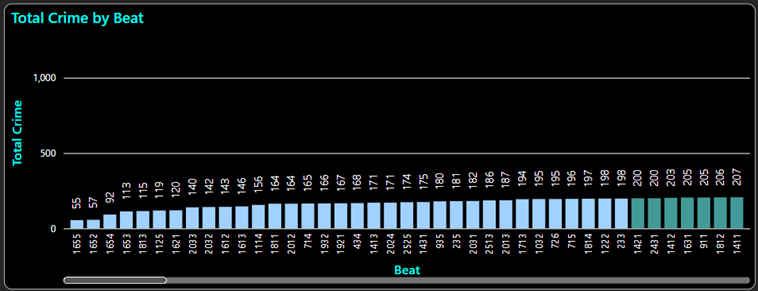 Total Crime by Beat
Total Crime
1,000
500
0
55 57 92 113 115 119 120 140 142 143 146 156 164 164 165 166 167 168 171 171 174 175 180 181 182 186 187 194 195 195 196 197 198 198 200 200 203 205 205 206 207
1655 1652 1654 1653 1813 1125 1621 2033 2032 1612 1613 1114 1811 2012 714 1932 1921 434 1413 2024 2525 1431 935 235 2031 2513 2013 1713 1032 726 715 1814 1222 233 1421 2431 1412 1631 911 1812 1411
Beat